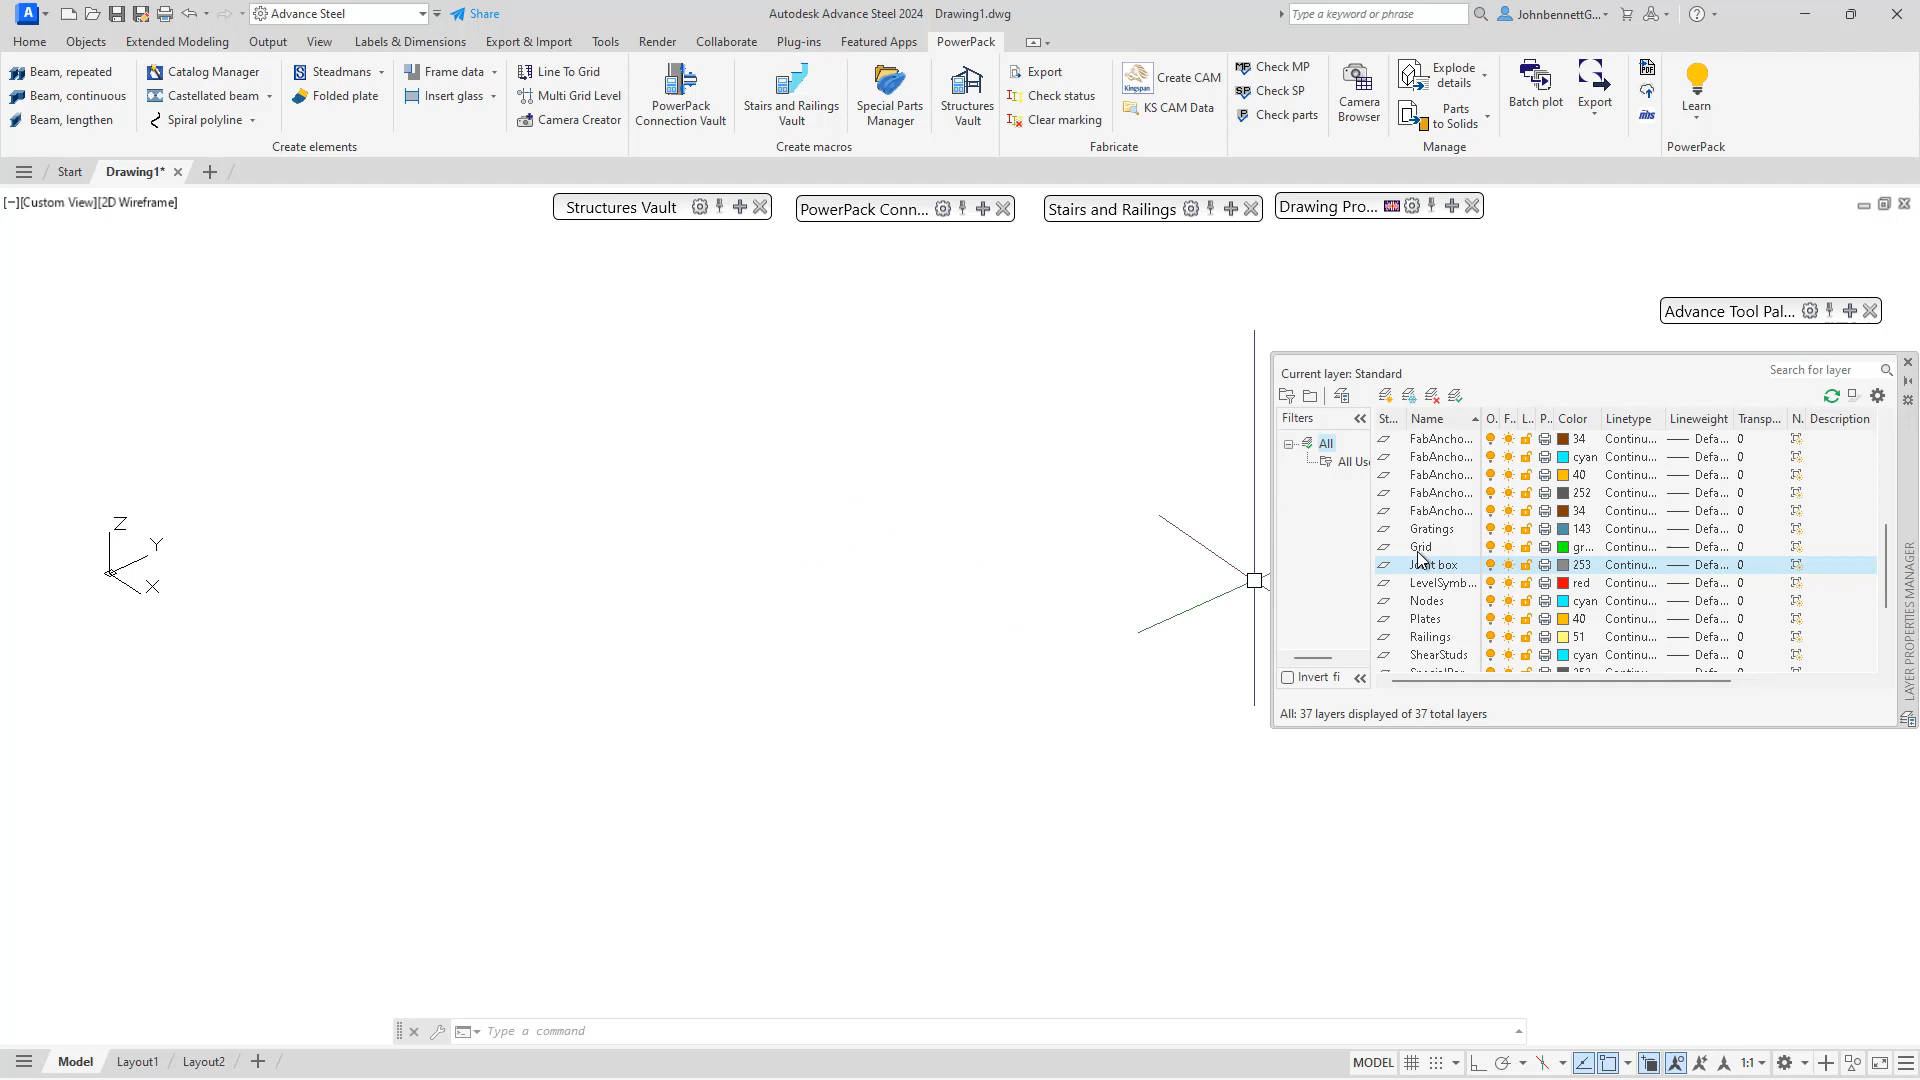 Advance Steel
Share
Autodesk Advance Steel 2024 Drawing1.dwg
Type a keyword or phrase
JohnbennettG...
Home Objects Extended Modeling Output View Labels & Dimensions Export & Import Tools Render Collaborate Plug-ins Featured Apps PowerPack
Beam, repeated
Beam, continuous
Beam, lengthen
Catalog Manager
Castellated beam
Spiral polyline
Steadmans
Folded plate
Frame data
Insert glass
Line To Grid
Multi Grid Level
Camera Creator
Create elements
PowerPack
Connection Vault
Stairs and Railings
Vault
Special Parts
Manager
Structures
Vault
Create macros
Export
Check status
Clear marking
Kingspan
Create CAM
KS CAM Data
Fabricate
MP Check MP
SP Check SP
P Check parts
Camera
Browser
Explode
details
Parts
to Solids
Batch plot
Export
Manage
PDF
nbs
Learn
PowerPack
Start
Drawing1*
[−][Custom View][2D Wireframe]
Structures Vault
PowerPack Conn...
Stairs and Railings
Drawing Pro...
Advance Tool Pal...
Z
Y
X
Current layer: Standard
Search for layer
Filters
All
All Use
Invert fi
St... Name O. F.. L.. P.. Color Linetype Lineweight Transp... N. Description
FabAncho... 34 Continu... Defa... 0
FabAncho... cyan Continu... Defa... 0
FabAncho... 40 Continu... Defa... 0
FabAncho... 252 Continu... Defa... 0
FabAncho... 34 Continu... Defa... 0
Gratings 143 Continu... Defa... 0
Grid gr... Continu... Defa... 0
Joint box 253 Continu... Defa... 0
LevelSymb... red Continu... Defa... 0
Nodes cyan Continu... Defa... 0
Plates 40 Continu... Defa... 0
Railings 51 Continu... Defa... 0
ShearStuds cyan Continu... Defa... 0
All: 37 layers displayed of 37 total layers
LAYER PROPERTIES MANAGER
Type a command
Model Layout1 Layout2
MODEL
1:1